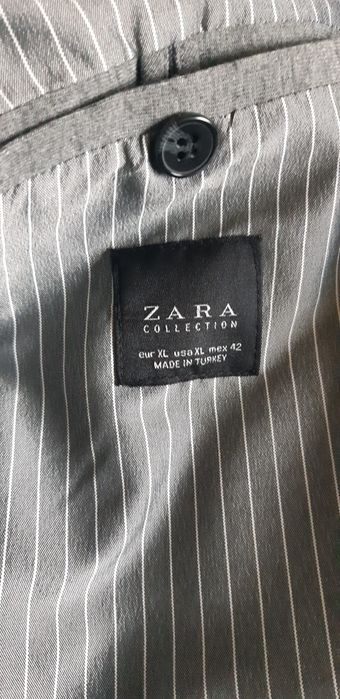 ZARA
COLLECTION
eur XL usa XL mex 42
MADE IN TURKEY